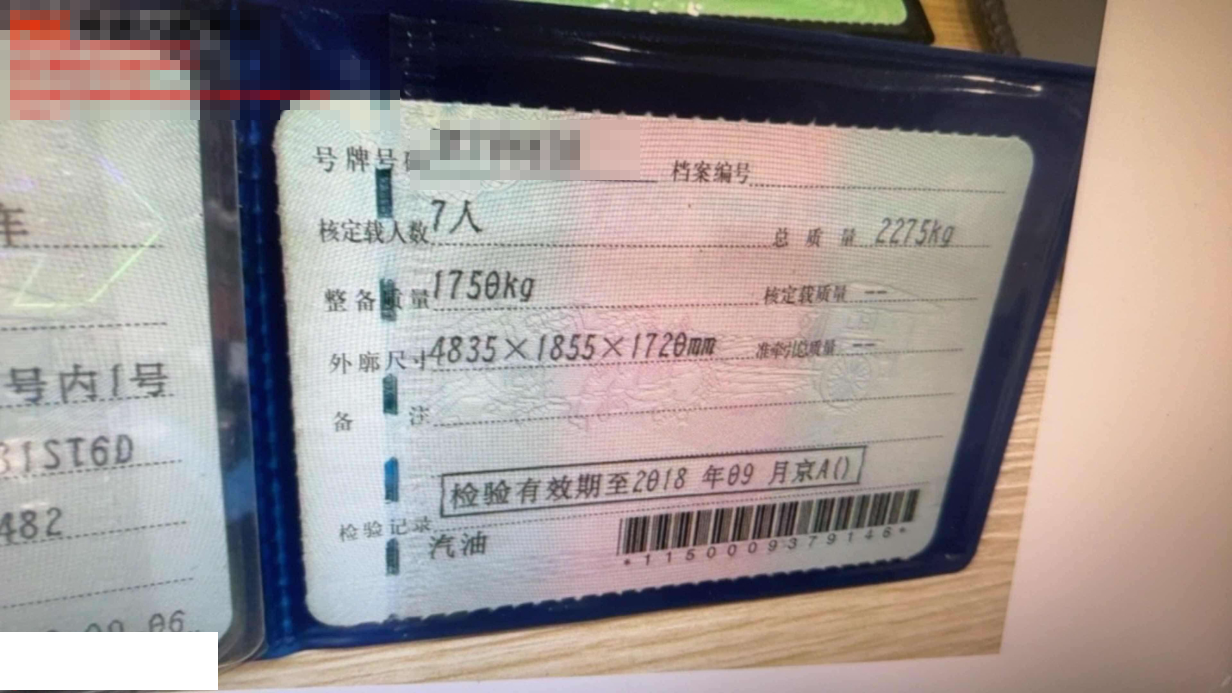 年
号内1号
31ST6D
482
09 06
号牌号码
档案编号
核定载人数 7人 总质量 2275kg
整备质量 1750kg 核定载质量 --
外廓尺寸 4835×1855×1720mm 准牵引总质量 --
备 注
检验有效期至2018 年09 月京A()
检验记录
汽油
*1150009379146*